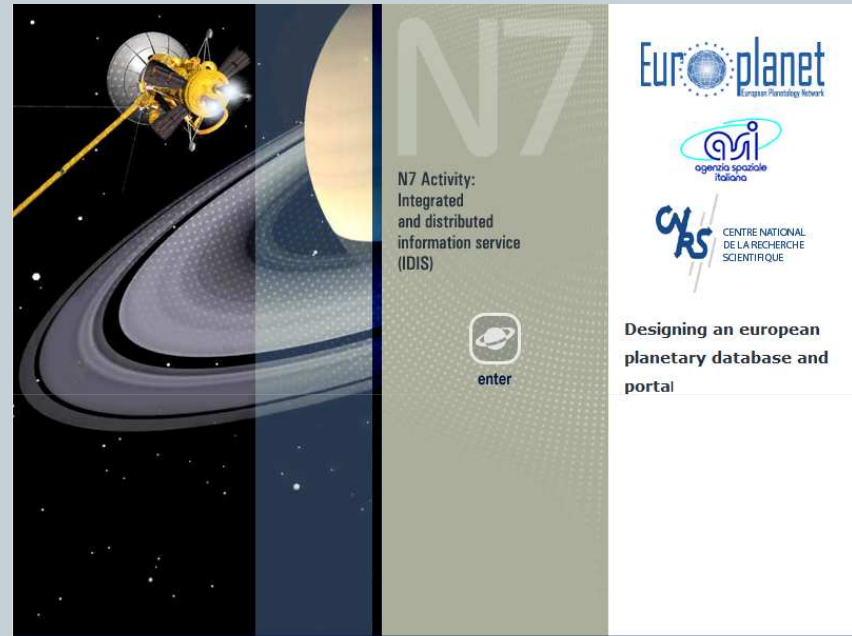 N7
N7 Activity:
Integrated
and distributed
information service
(IDIS)
enter
Europlanet
European Planetology Network
asi
agenzia spaziale
italiana
CNRS
CENTRE NATIONAL
DE LA RECHERCHE
SCIENTIFIQUE
Designing an european
planetary database and
portal